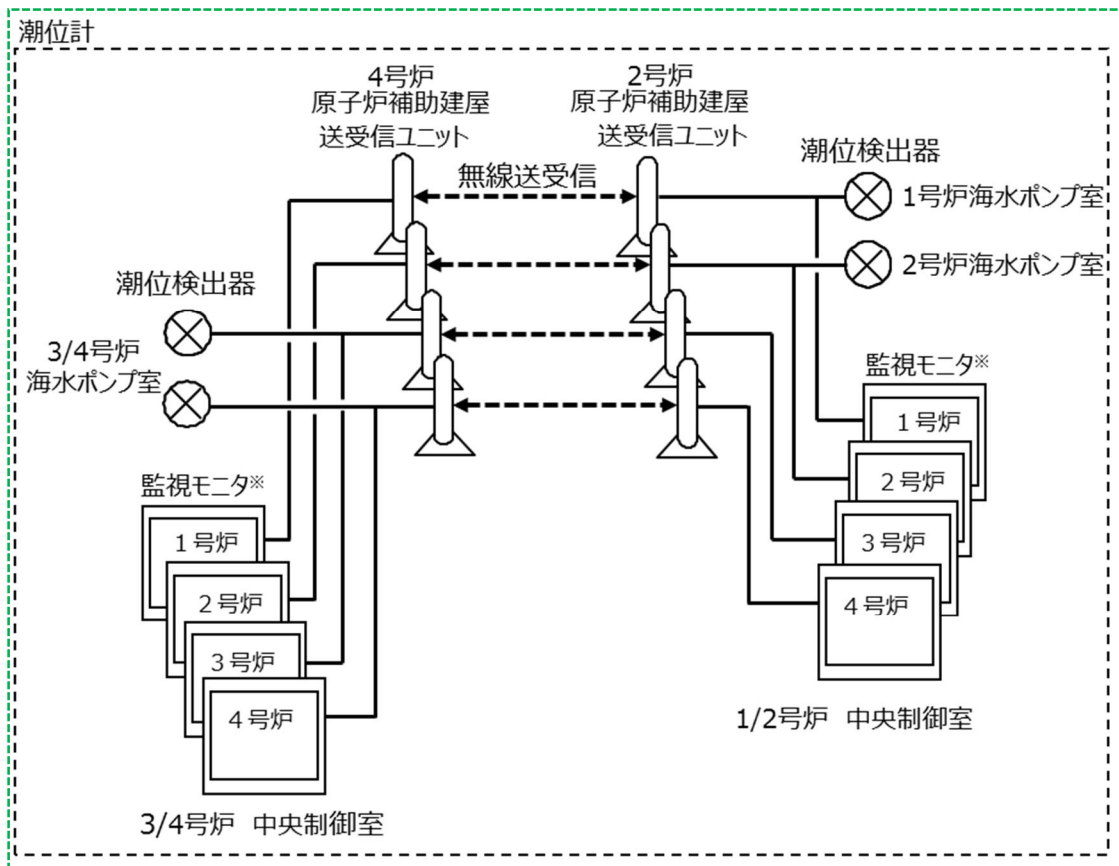 潮位計
4号炉
原子炉補助建屋
送受信ユニット
2号炉
原子炉補助建屋
送受信ユニット
無線送受信
潮位検出器
1号炉海水ポンプ室
2号炉海水ポンプ室
潮位検出器
3/4号炉
海水ポンプ室
監視モニタ※
1号炉
2号炉
3号炉
4号炉
1/2号炉 中央制御室
監視モニタ※
1号炉
2号炉
3号炉
4号炉
3/4号炉 中央制御室